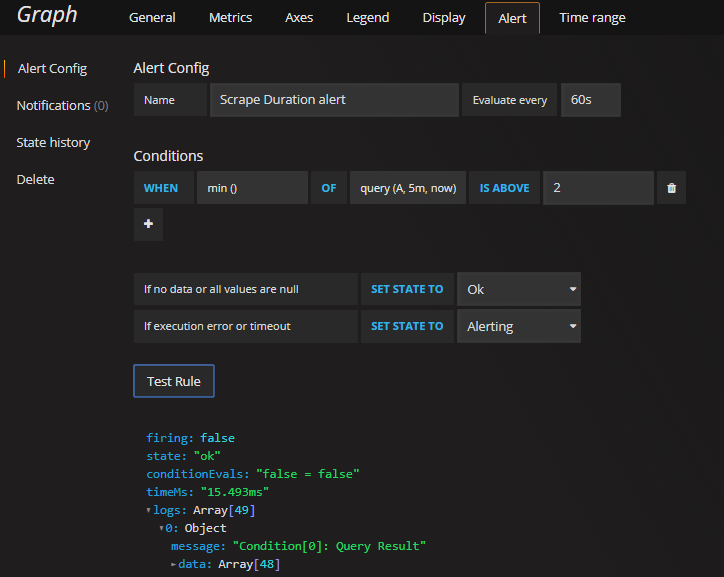 Graph General Metrics Axes Legend Display Alert Time range
Alert Config
Notifications (0)
State history
Delete
Alert Config
Name Scrape Duration alert Evaluate every 60s
Conditions
WHEN min () OF query (A, 5m, now) IS ABOVE 2
+
If no data or all values are null SET STATE TO Ok
If execution error or timeout SET STATE TO Alerting
Test Rule
firing: false
state: "ok"
conditionEvals: "false = false"
timeMs: "15.493ms"
logs: Array[49]
0: Object
message: "Condition[0]: Query Result"
data: Array[48]